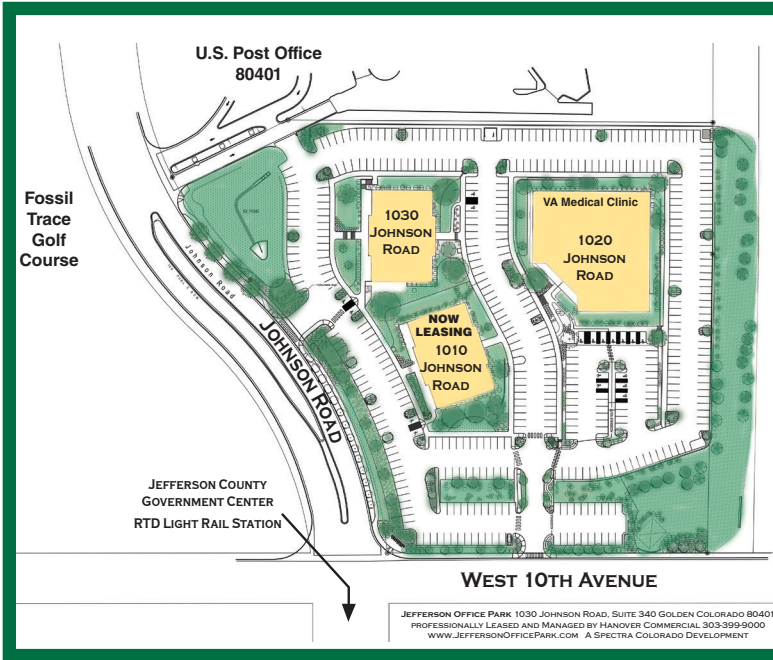 U.S. Post Office
80401
Fossil
Trace
Golf
Course
1030
JOHNSON
ROAD
VA Medical Clinic
1020
JOHNSON
ROAD
NOW
LEASING
1010
JOHNSON
ROAD
Johnson Road
JOHNSON ROAD
JEFFERSON COUNTY
GOVERNMENT CENTER
RTD LIGHT RAIL STATION
WEST 10TH AVENUE
JEFFERSON OFFICE PARK 1030 JOHNSON ROAD, SUITE 340 GOLDEN COLORADO 80401
PROFESSIONALLY LEASED AND MANAGED BY HANOVER COMMERCIAL 303-399-9000
WWW.JEFFERSONOFFICEPARK.COM A SPECTRA COLORADO DEVELOPMENT